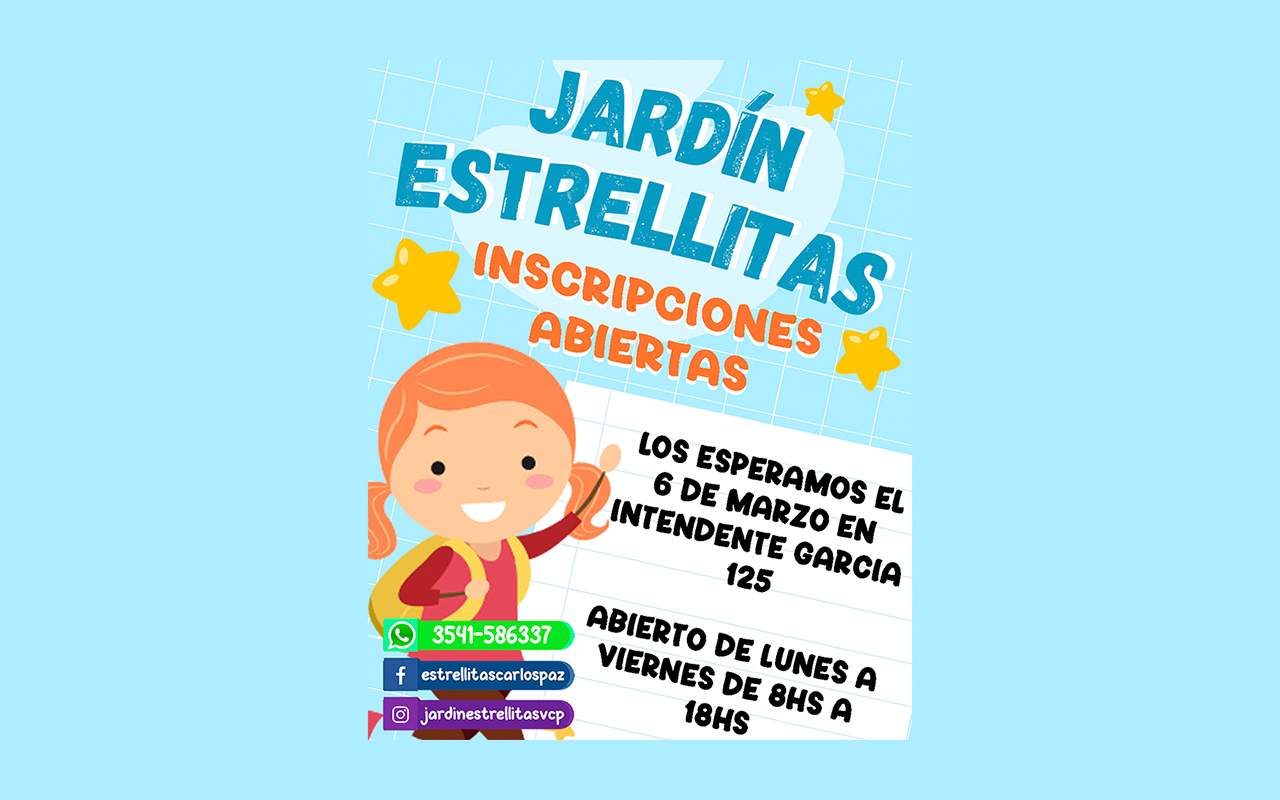 JARDÍN
ESTRELLITAS
INSCRIPCIONES
ABIERTAS
LOS ESPERAMOS EL
6 DE MARZO EN
INTENDENTE GARCIA
125
ABIERTO DE LUNES A
VIERNES DE 8HS A
18HS
3541-586337
estrellitascarlospaz
jardinestrellitasvcp